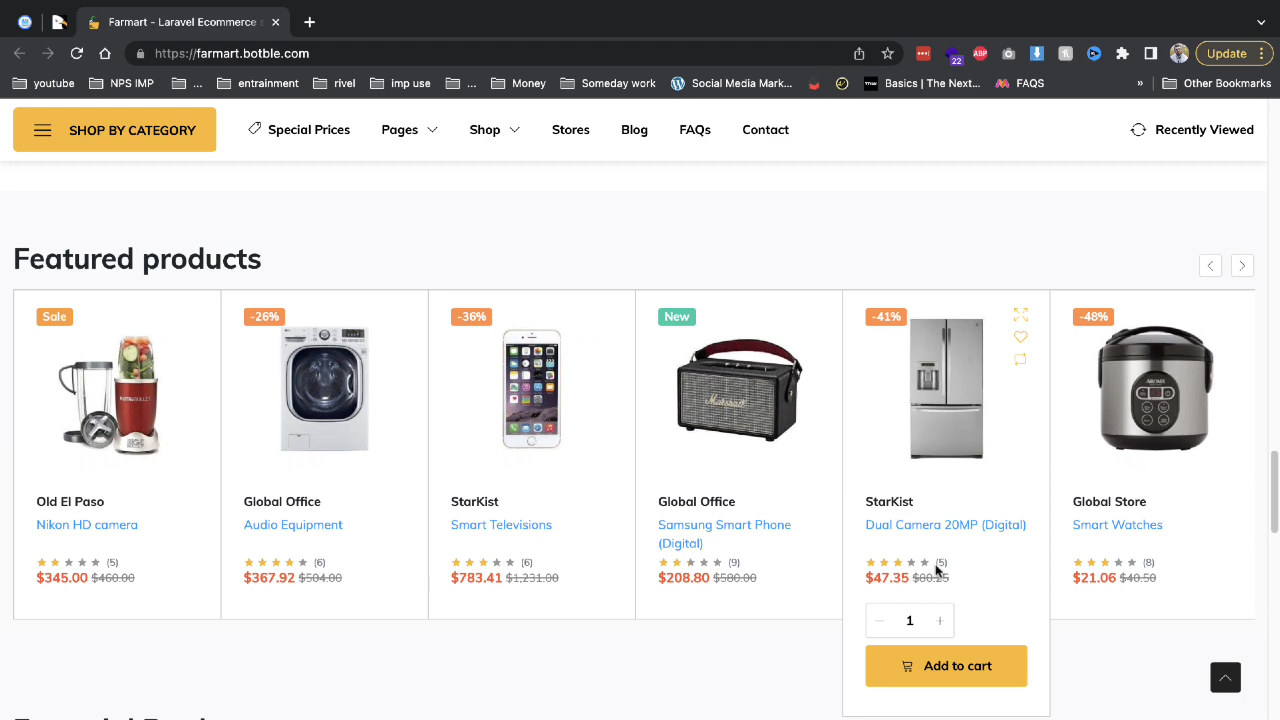 Farmart - Laravel Ecommerce
https://farmart.botble.com
22
ABP
Update
youtube
NPS IMP
...
entrainment
rivel
imp use
...
Money
Someday work
Social Media Mark...
Basics | The Next...
FAQS
»
Other Bookmarks
SHOP BY CATEGORY
Special Prices
Pages
Shop
Stores
Blog
FAQs
Contact
Recently Viewed
Featured products
Sale
-26%
-36%
New
-41%
-48%
Marshall
Old El Paso
Global Office
StarKist
Global Office
StarKist
Global Store
Nikon HD camera
Audio Equipment
Smart Televisions
Samsung Smart Phone
(Digital)
Dual Camera 20MP (Digital)
Smart Watches
(5)
(6)
(6)
(9)
(5)
(8)
$345.00 $460.00
$367.92 $504.00
$783.41 $1,231.00
$208.80 $580.00
$47.35
$21.06 $40.50
1
Add to cart